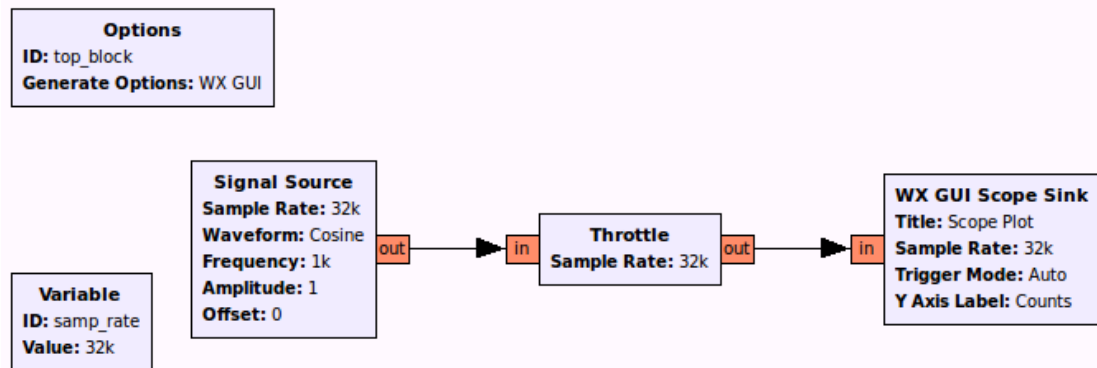 Options
ID: top_block
Generate Options: WX GUI
Signal Source
Sample Rate: 32k
Waveform: Cosine
Frequency: 1k
Amplitude: 1
Offset: 0
out
in
Throttle
Sample Rate: 32k
out
in
WX GUI Scope Sink
Title: Scope Plot
Sample Rate: 32k
Trigger Mode: Auto
Y Axis Label: Counts
Variable
ID: samp_rate
Value: 32k